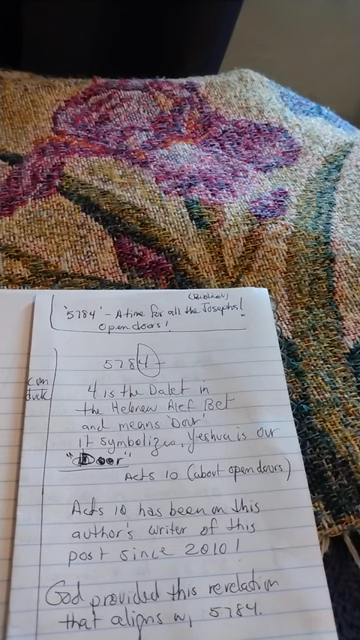 (Biblical)
"5784" - A time for all the Josephs!
Open doors!
5784
4 is the Dalet in
the Hebrew Alef Bet
and means 'Door'
it symbolizes, Yeshua is our
"Door"
Acts 10 (about open doors)
Acts 10 has been on this
author's writer of this
post since 2010!
God provided this revelation
that aligns w/ 5784.